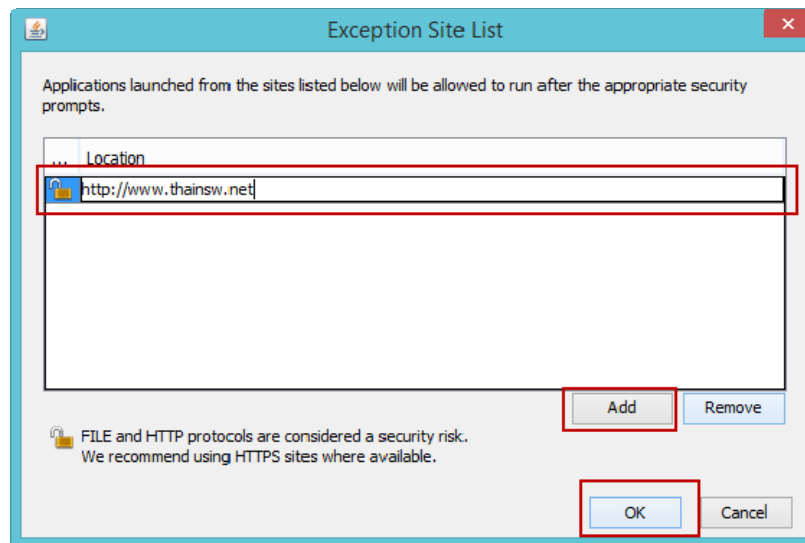 Exception Site List
Applications launched from the sites listed below will be allowed to run after the appropriate security
prompts.
... Location
http://www.thainsw.net
Add Remove
FILE and HTTP protocols are considered a security risk.
We recommend using HTTPS sites where available.
OK Cancel